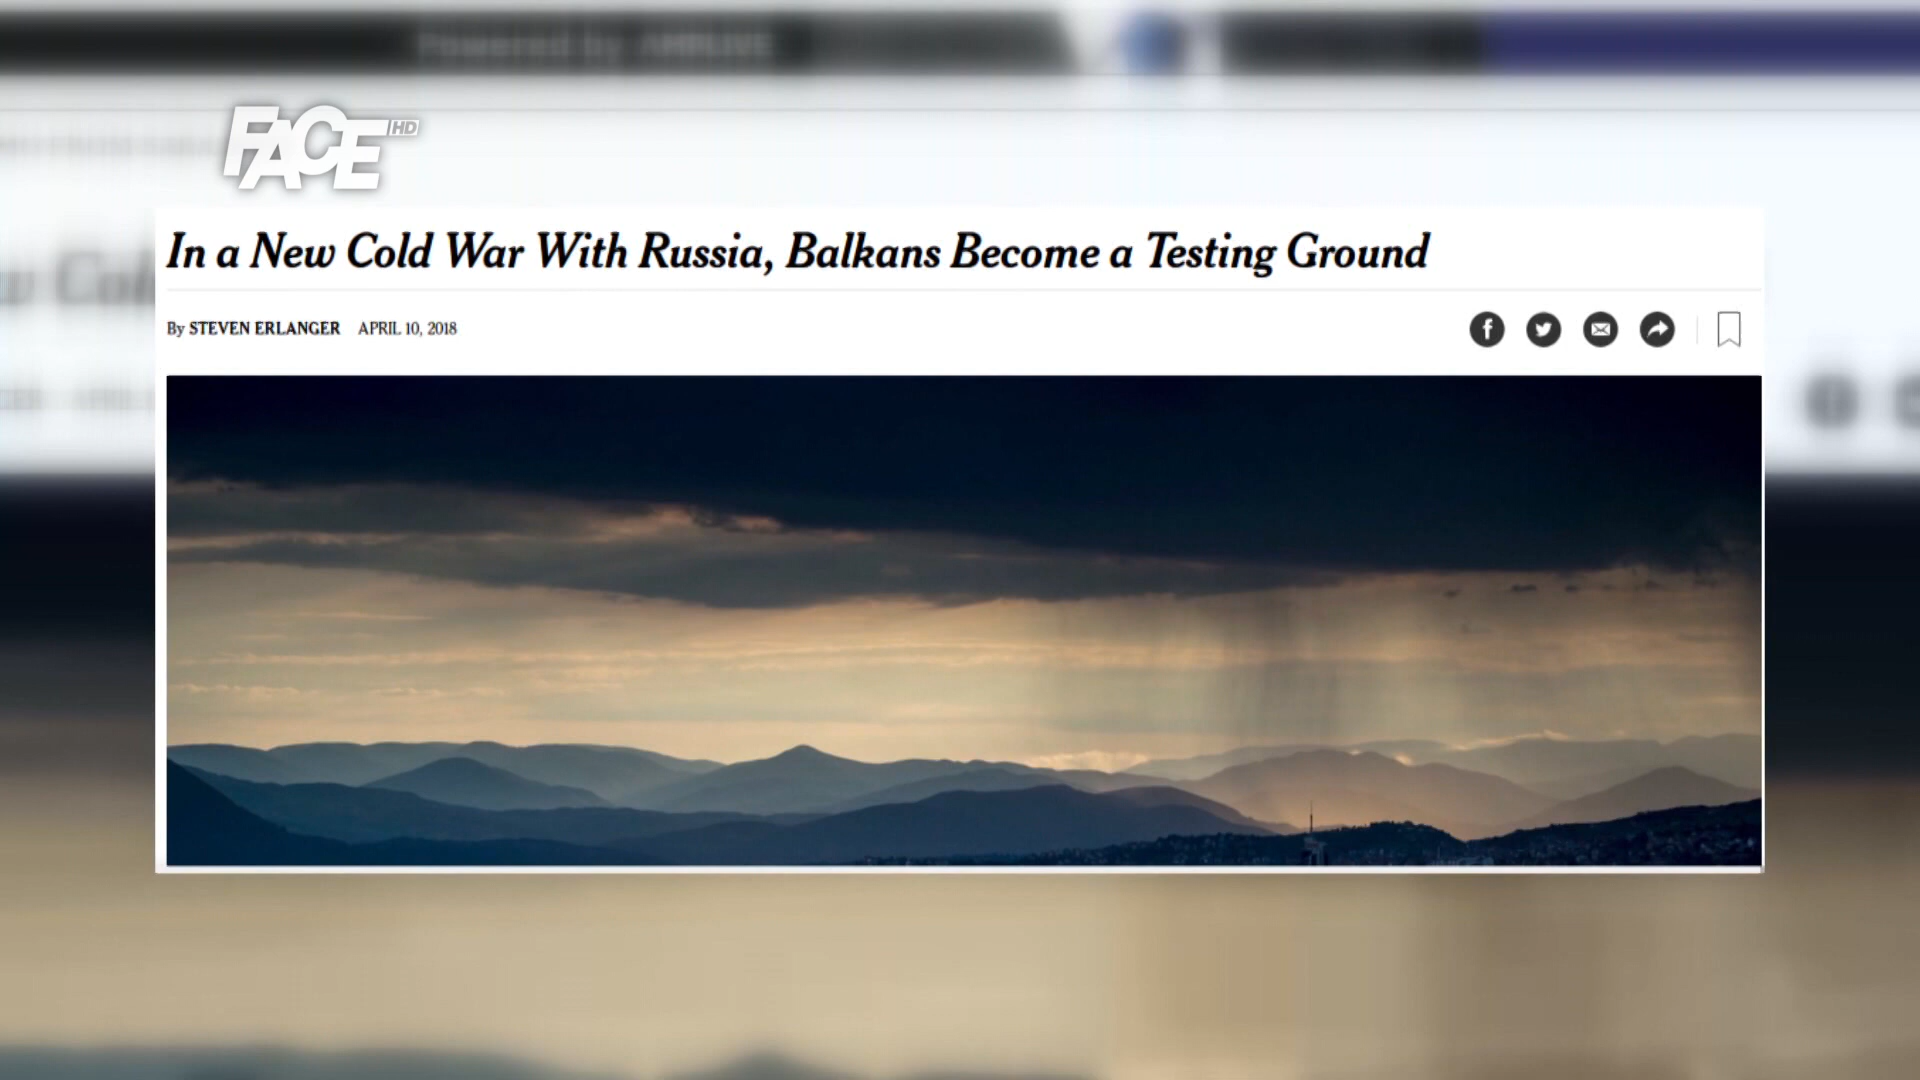 FACE HD
In a New Cold War With Russia, Balkans Become a Testing Ground
By STEVEN ERLANGER APRIL 10, 2018